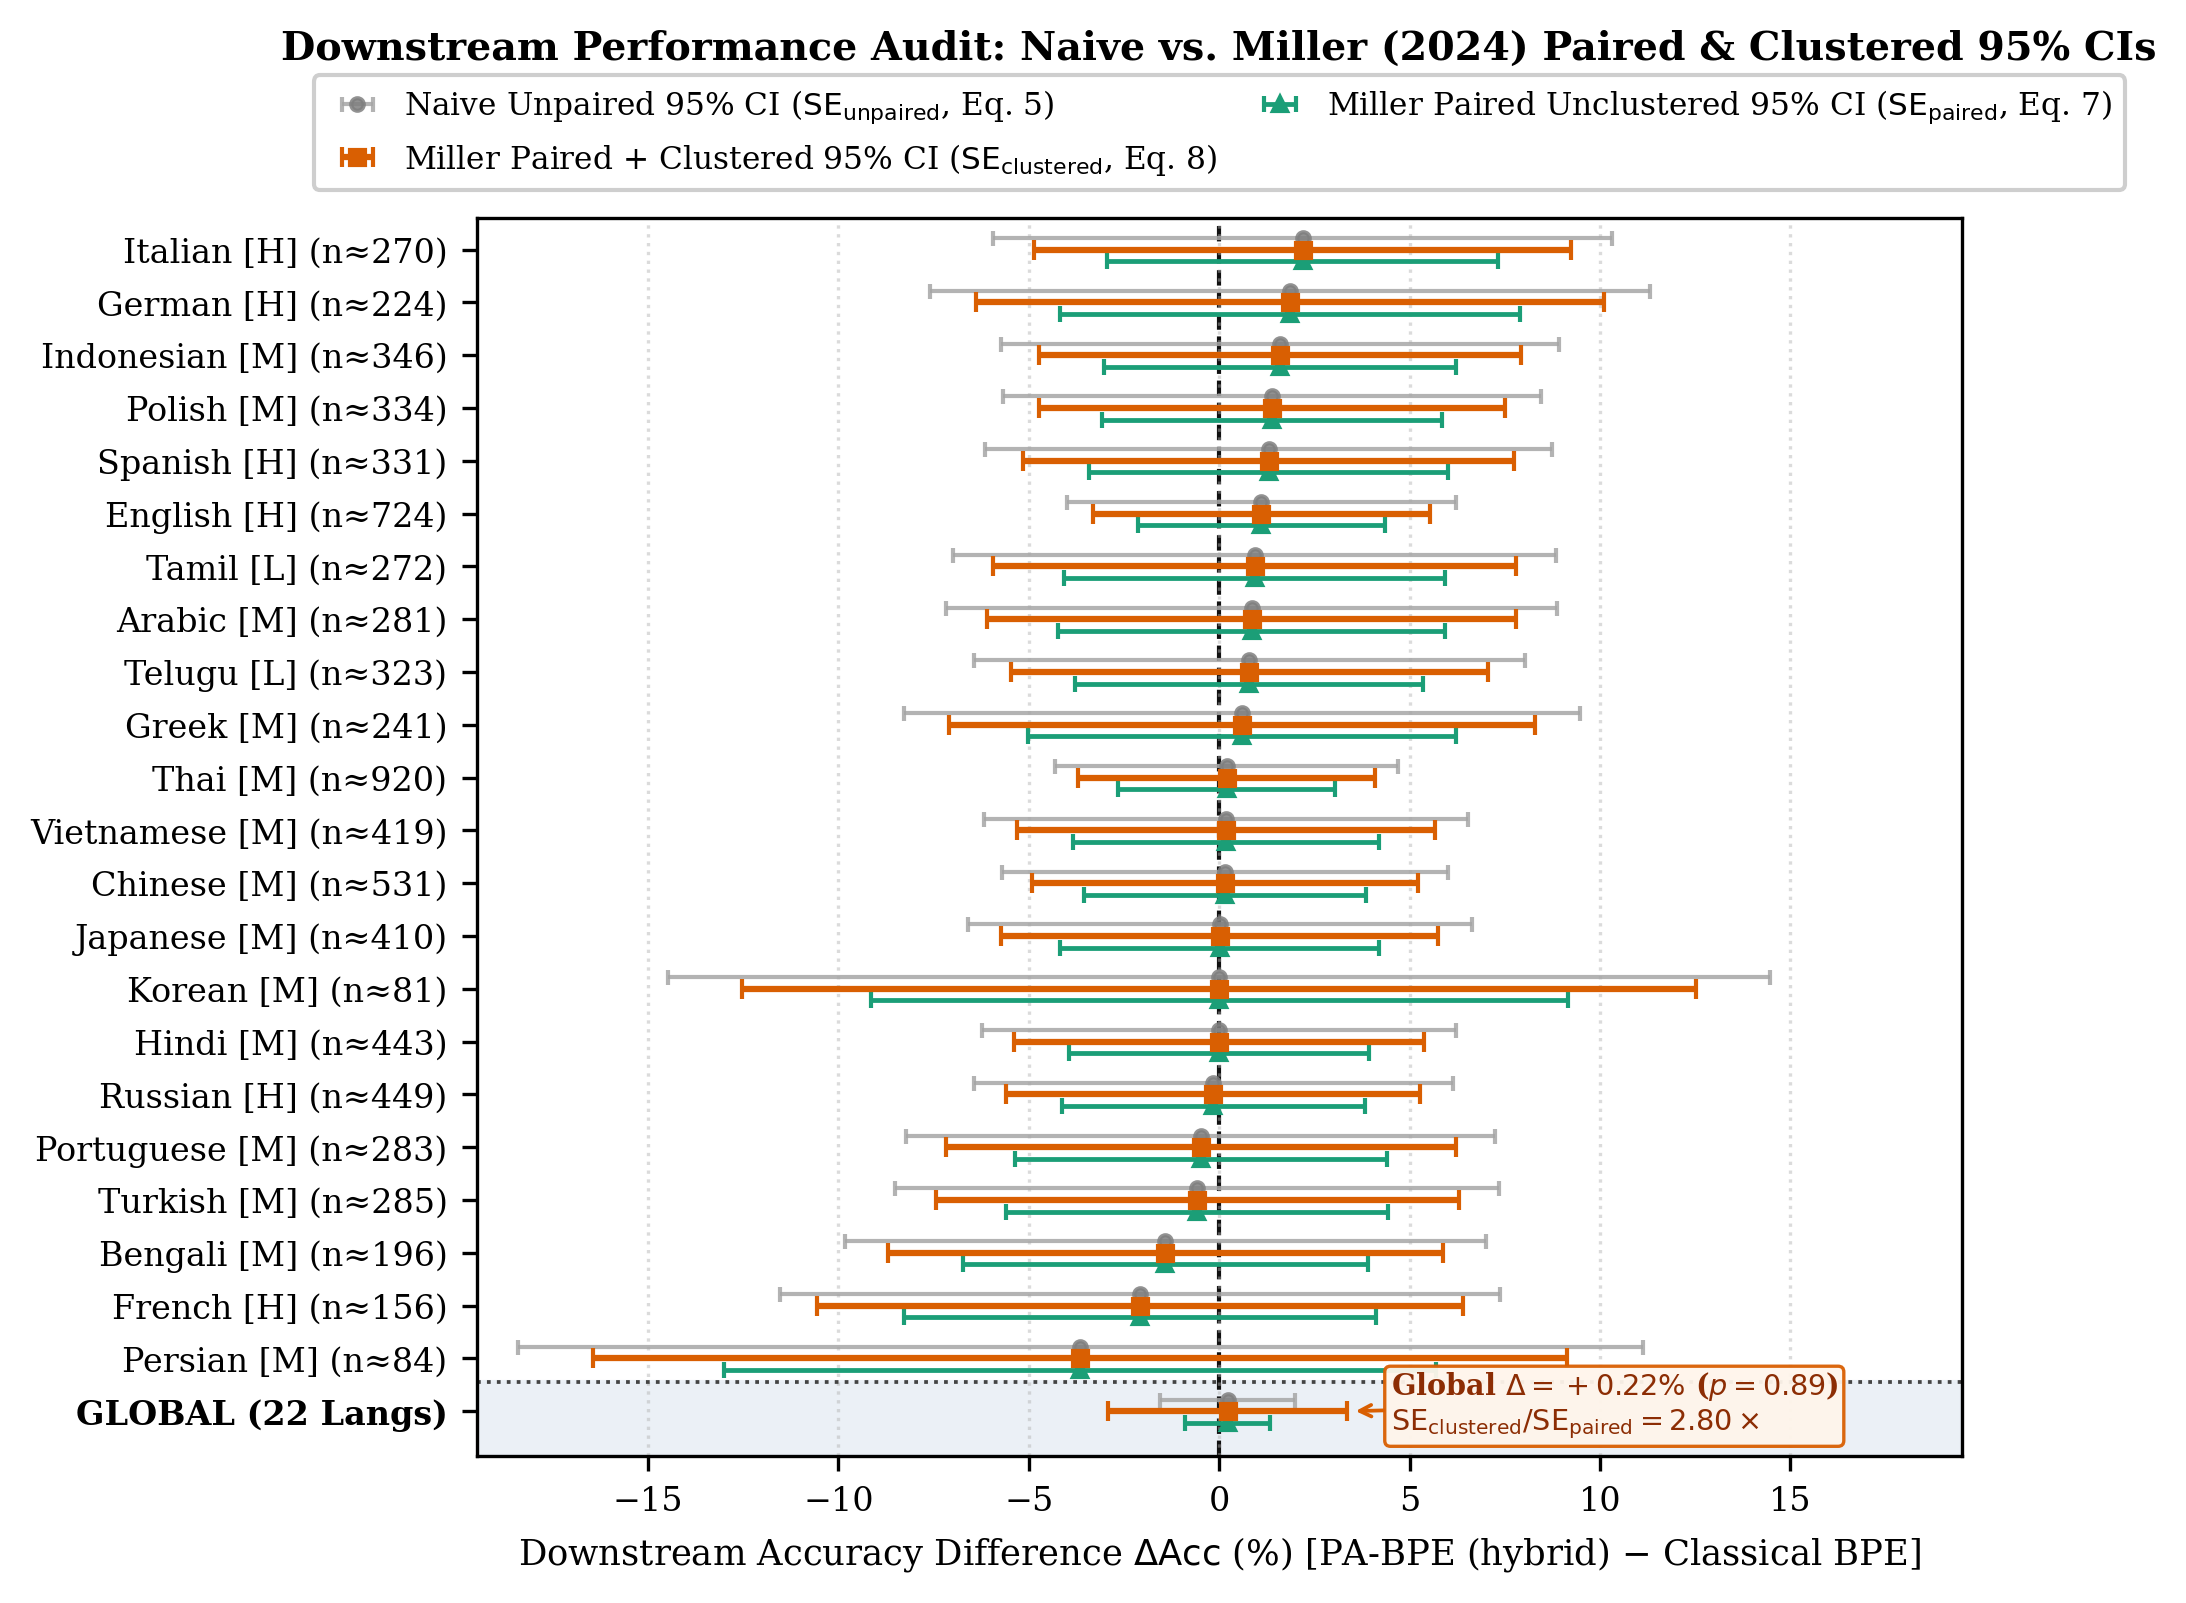 Downstream Performance Audit: Naive vs. Miller (2024) Paired & Clustered 95% CIs
Naive Unpaired 95% CI (SE_unpaired, Eq. 5)
Miller Paired + Clustered 95% CI (SE_clustered, Eq. 8)
Miller Paired Unclustered 95% CI (SE_paired, Eq. 7)
Italian [H] (n≈270)
German [H] (n≈224)
Indonesian [M] (n≈346)
Polish [M] (n≈334)
Spanish [H] (n≈331)
English [H] (n≈724)
Tamil [L] (n≈272)
Arabic [M] (n≈281)
Telugu [L] (n≈323)
Greek [M] (n≈241)
Thai [M] (n≈920)
Vietnamese [M] (n≈419)
Chinese [M] (n≈531)
Japanese [M] (n≈410)
Korean [M] (n≈81)
Hindi [M] (n≈443)
Russian [H] (n≈449)
Portuguese [M] (n≈283)
Turkish [M] (n≈285)
Bengali [M] (n≈196)
French [H] (n≈156)
Persian [M] (n≈84)
GLOBAL (22 Langs)
Global Δ = +0.22% (p = 0.89)
SE_clustered/SE_paired = 2.80 ×
−15 −10 −5 0 5 10 15
Downstream Accuracy Difference ΔAcc (%) [PA-BPE (hybrid) − Classical BPE]